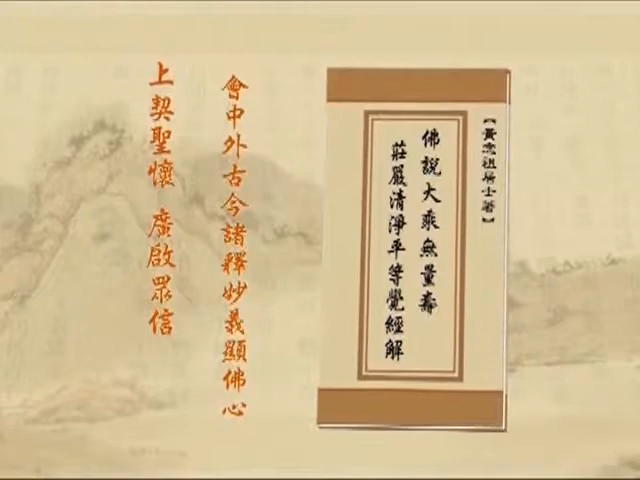 【黃念祖居士著】
佛說大乘無量壽
莊嚴清淨平等覺經解
會中外古今諸釋妙義顯佛心
上契聖懷 廣啟眾信